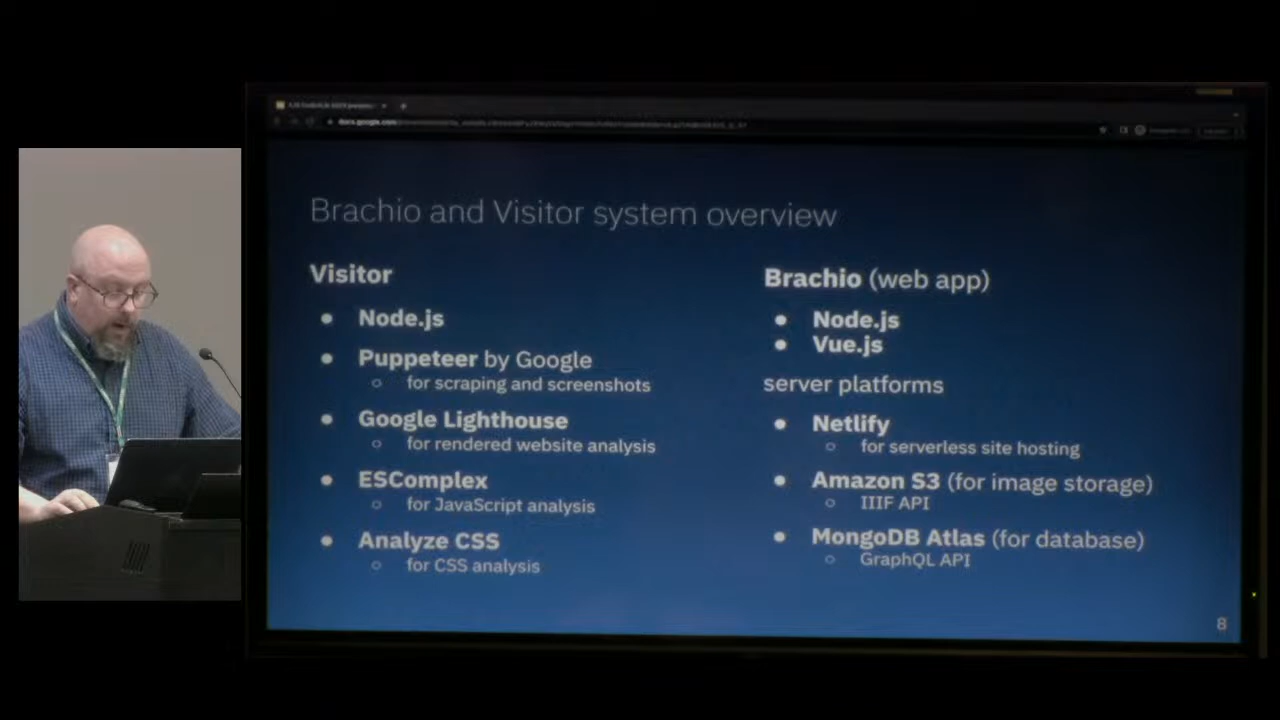 docs.google.com
Brachio and Visitor system overview
Visitor
Node.js
Puppeteer by Google
for scraping and screenshots
Google Lighthouse
for rendered website analysis
ESComplex
for JavaScript analysis
Analyze CSS
for CSS analysis
Brachio (web app)
Node.js
Vue.js
server platforms
Netlify
for serverless site hosting
Amazon S3 (for image storage)
IIIF API
MongoDB Atlas (for database)
GraphQL API
8